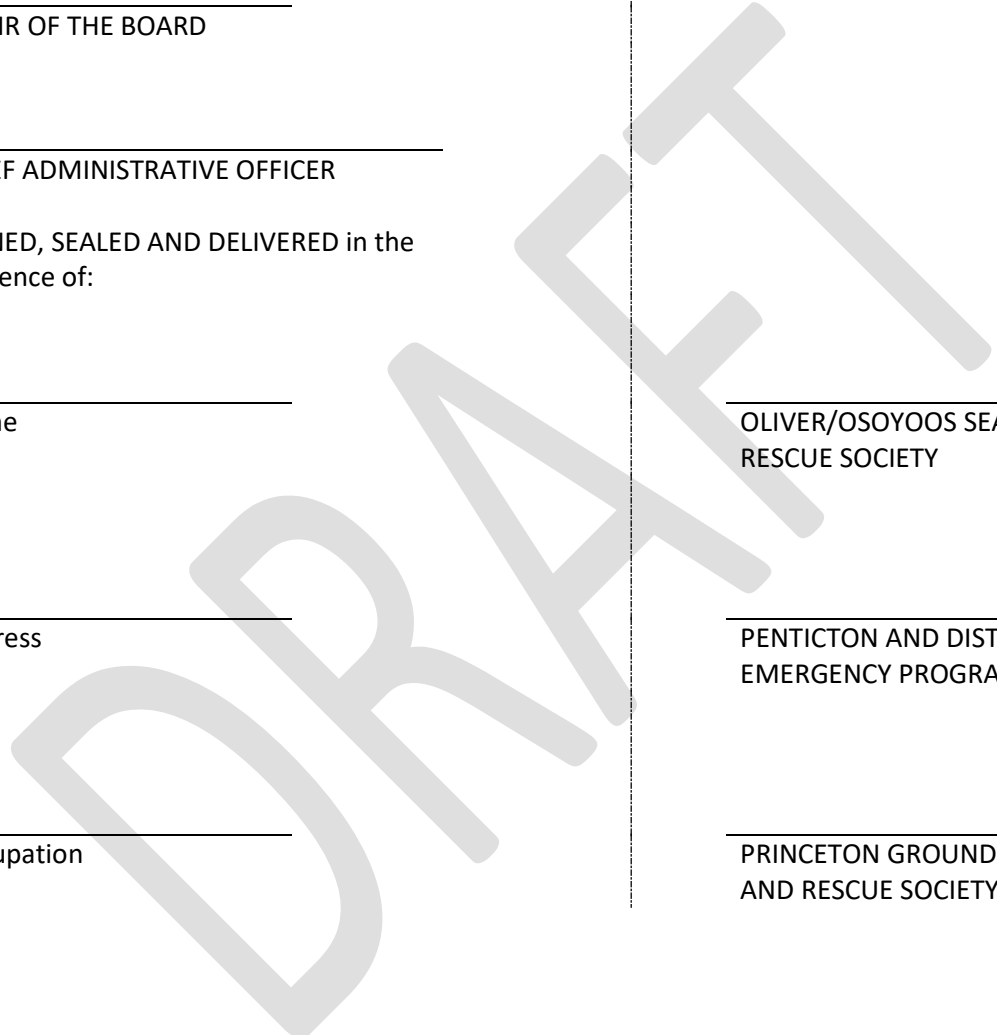 IR OF THE BOARD
F ADMINISTRATIVE OFFICER
NED, SEALED AND DELIVERED in the
ence of:
ne
ress
upation
OLIVER/OSOYOOS SEA
RESCUE SOCIETY
PENTICTON AND DIST
EMERGENCY PROGRA
PRINCETON GROUND
AND RESCUE SOCIETY
DRAFT